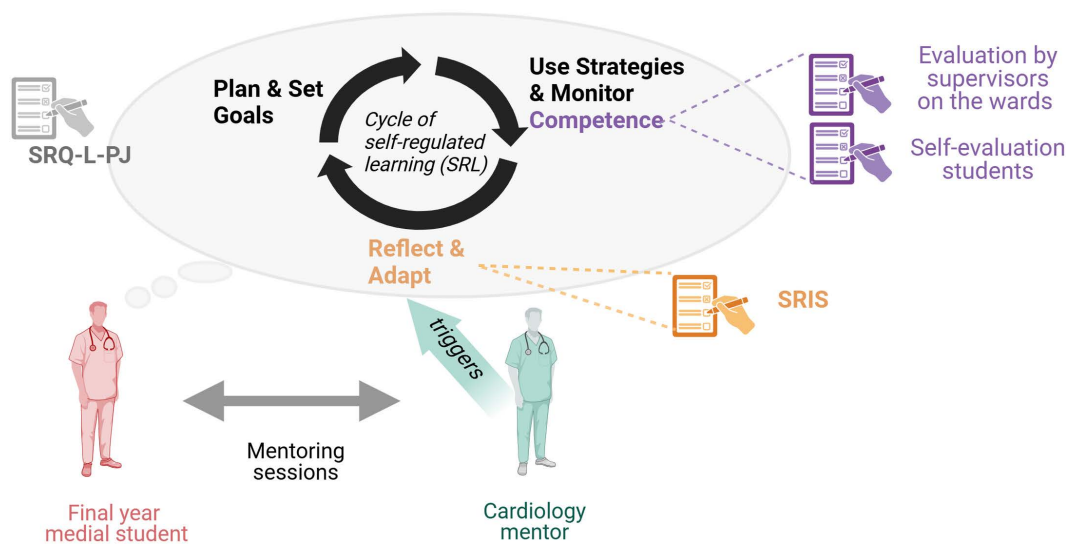 Plan & Set
Goals
Use Strategies
& Monitor
Competence
Cycle of
self-regulated
learning (SRL)
Reflect &
Adapt
SRQ-L-PJ
Evaluation by
supervisors
on the wards
Self-evaluation
students
SRIS
triggers
Mentoring
sessions
Final year
medial student
Cardiology
mentor